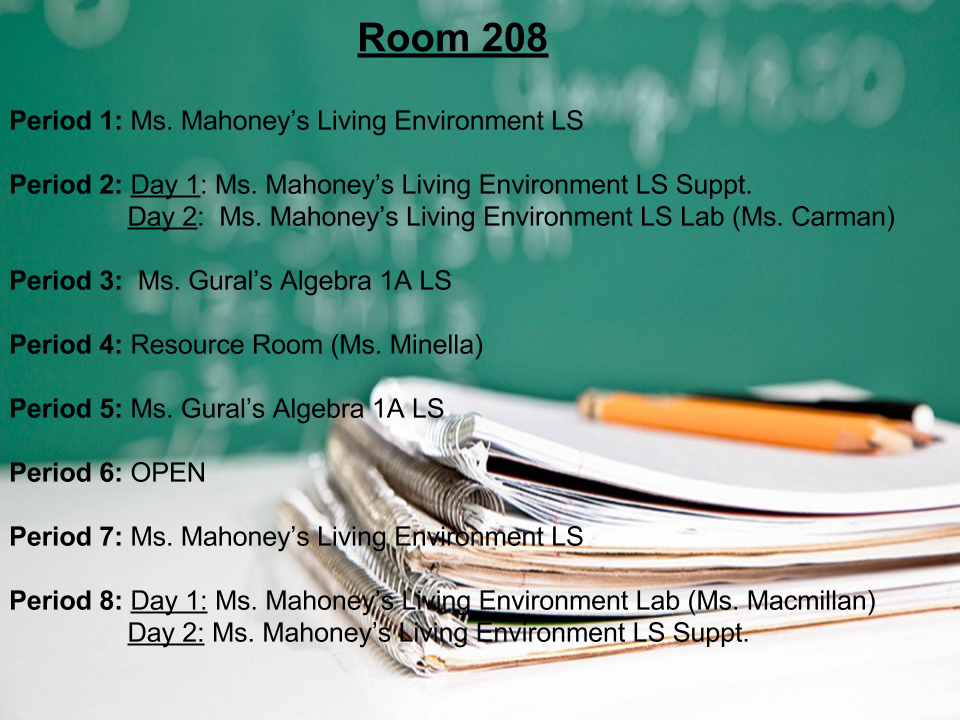 Room 208
Period 1: Ms. Mahoney’s Living Environment LS
Period 2: Day 1: Ms. Mahoney’s Living Environment LS Suppt.
Day 2:  Ms. Mahoney’s Living Environment LS Lab (Ms. Carman)
Period 3:  Ms. Gural’s Algebra 1A LS
Period 4: Resource Room (Ms. Minella)
Period 5: Ms. Gural’s Algebra 1A LS
Period 6: OPEN
Period 7: Ms. Mahoney’s Living Environment LS
Period 8: Day 1: Ms. Mahoney’s Living Environment Lab (Ms. Macmillan)
Day 2: Ms. Mahoney’s Living Environment LS Suppt.